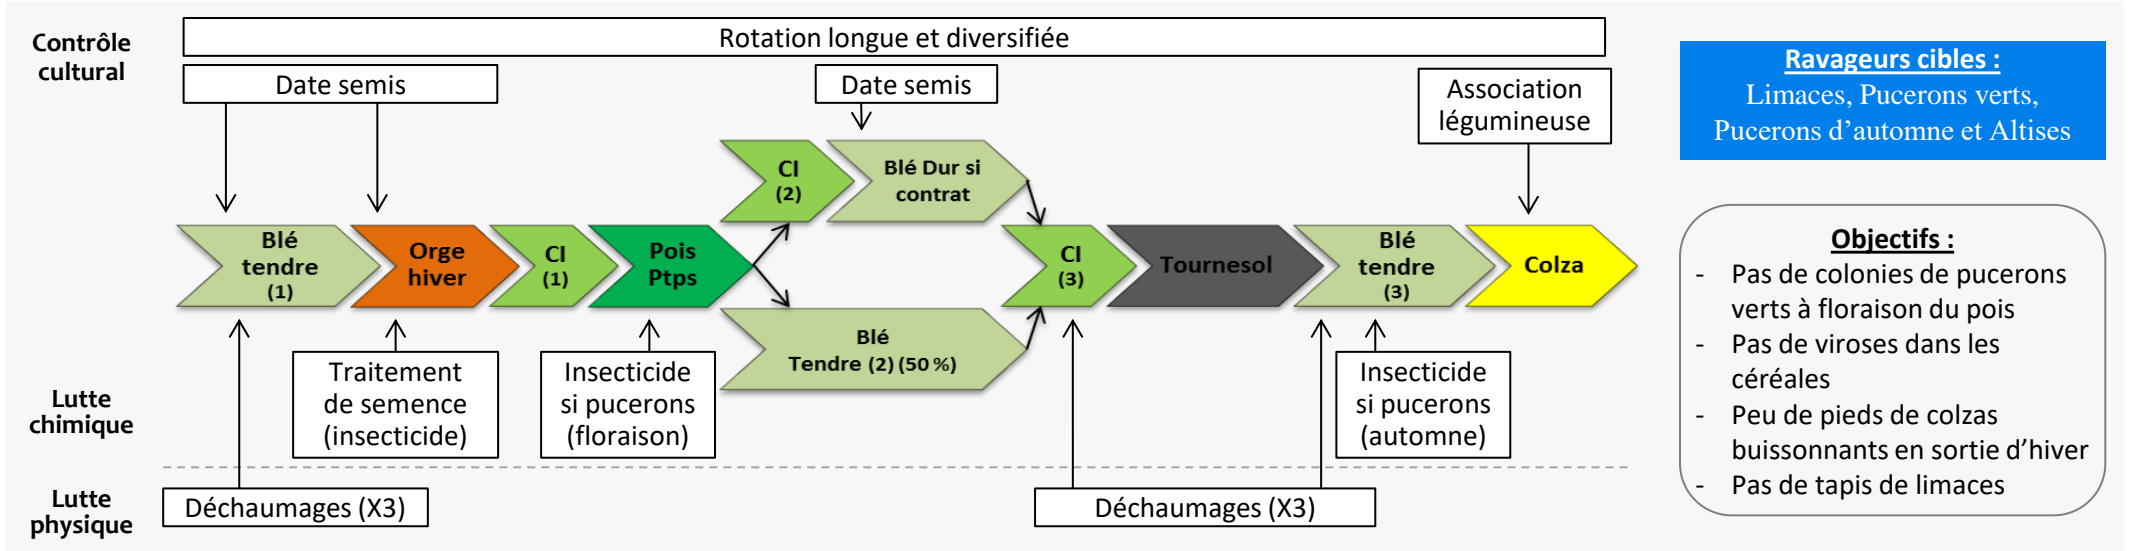 Contrôle
cultural
Rotation longue et diversifiée
Date semis
Date semis
Association
légumineuse
Blé
tendre
(1)
Orge
hiver
CI
(1)
Pois
Ptps
CI
(2)
Blé Dur si
contrat
Blé
Tendre (2) (50 %)
CI
(3)
Tournesol
Blé
tendre
(3)
Colza
Lutte
chimique
Traitement
de semence
(insecticide)
Insecticide
si pucerons
(floraison)
Insecticide
si pucerons
(automne)
Lutte
physique
Déchaumages (X3)
Déchaumages (X3)
Ravageurs cibles :
Limaces, Pucerons verts,
Pucerons d'automne et Altises
Objectifs :
- Pas de colonies de pucerons
verts à floraison du pois
- Pas de viroses dans les
céréales
- Peu de pieds de colzas
buissonnants en sortie d'hiver
- Pas de tapis de limaces